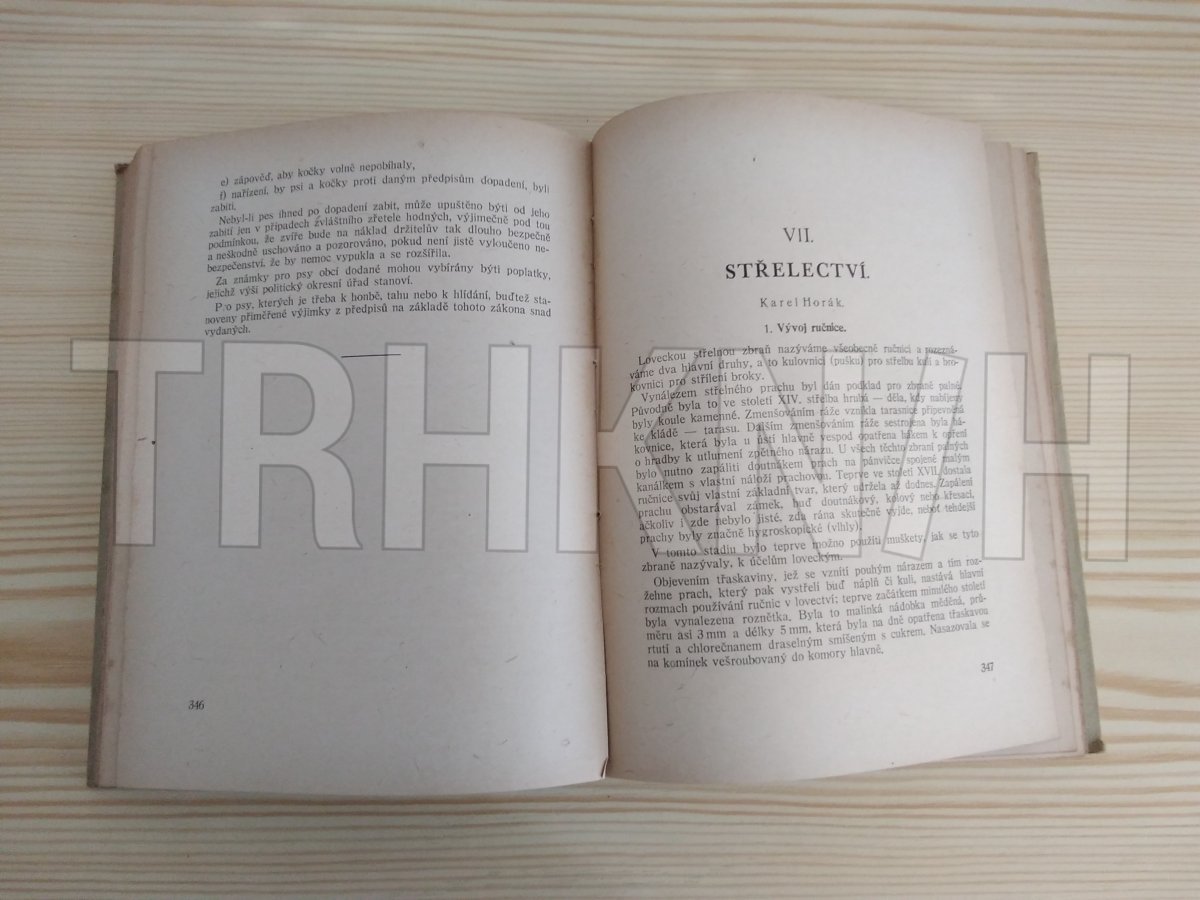 e) zápověď, aby kočky volně nepobíhaly,
f) nařízení, by psi a kočky proti daným předpisům dopadení, byli
zabiti.
Nebyl-li pes ihned po dopadení zabit, může upuštěno býti od jeho
zabití jen v případech zvláštního zřetele hodných, výjimečně pod tou
podmínkou, že zvíře bude na náklad držitelův tak dlouho bezpečně
a neškodně uschováno a pozorováno, pokud není jistě vyloučeno ne-
bezpečenství, že by nemoc vypukla a se rozšířila.
Za známky pro psy obcí dodané mohou vybírány býti poplatky,
jejichž výši politický okresní úřad stanoví.
Pro psy, kterých je třeba k honbě, tahu nebo k hlídání, buďtež sta-
noveny přiměřené výjimky z předpisů na základě tohoto zákona snad
vydaných.
346
VII.
STŘELECTVÍ.
Karel Horák.
1. Vývoj ručnice.
Loveckou střelnou zbraň nazýváme všeobecně ručnicí a rozezná-
váme dva hlavní druhy, a to kulovnici (pušku) pro střelbu kulí a bro-
kovnici pro střílení broky.
Vynálezem střelného prachu byl dán podklad pro zbraně palné.
Původně byla to ve století XIV. střelba hrubá — děla, kdy nabíjeny
byly koule kamenné. Zmenšováním ráže vznikla tarasnice připevněná
ke kládě — tarasu. Dalším zmenšováním ráže sestrojena byla há-
kovnice, která byla u ústí hlavně vespod opatřena hákem k opření
o hradby k utlumení zpětného nárazu. U všech těchto zbraní palných
bylo nutno zapáliti doutnákem prach na pánvičce, spojené malým
kanálkem s vlastní náloží prachovou. Teprve ve století XVII. dostala
ručnice svůj vlastní základní tvar, který udržela až dodnes. Zapálení
prachu obstarával zámek, buď doutnákový, kolový nebo křesací,
ačkoliv i zde nebylo jisté, zda rána skutečně vyjde, neboť tehdejší
prachy byly značně hygroskopické (vlhly).
V tomto stadiu bylo teprve možno použíti muškety, jak se tyto
zbraně nazývaly, k účelům loveckým.
Objevením třaskaviny, jež se vznítí pouhým nárazem a tím roz-
žehne prach, který pak vystřelí buď náplň či kuli, nastává hlavní
rozmach používání ručnic v lovectví; teprve začátkem minulého století
byla vynalezena roznětka. Byla to malinká nádobka měděná, prů-
měru asi 3 mm a délky 5 mm, která byla na dně opatřena třaskavou
rtutí a chlorečnanem draselným smíšeným s cukrem. Nasazovala se
na komínek vešroubovaný do komory hlavně.
347